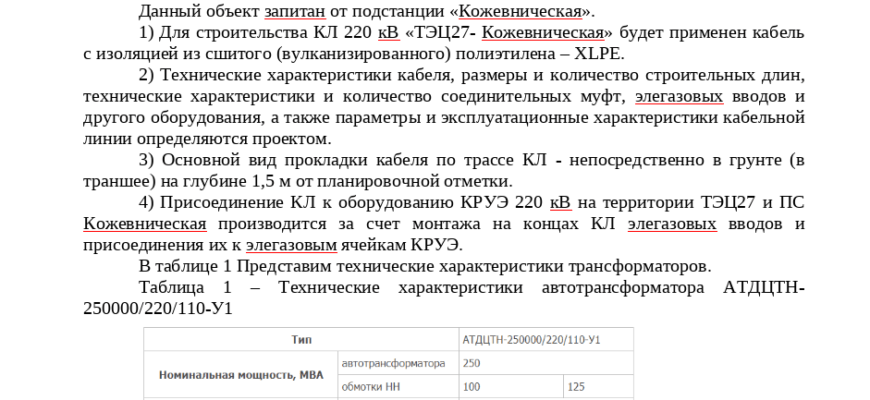 Данный объект запитан от подстанции «Кожевническая».
1) Для строительства КЛ 220 кВ «ТЭЦ27- Кожевническая» будет применен кабель
с изоляцией из сшитого (вулканизированного) полиэтилена – XLPE.
2) Технические характеристики кабеля, размеры и количество строительных длин,
технические характеристики и количество соединительных муфт, элегазовых вводов и
другого оборудования, а также параметры и эксплуатационные характеристики кабельной
линии определяются проектом.
3) Основной вид прокладки кабеля по трассе КЛ - непосредственно в грунте (в
траншее) на глубине 1,5 м от планировочной отметки.
4) Присоединение КЛ к оборудованию КРУЭ 220 кВ на территории ТЭЦ27 и ПС
Кожевническая производится за счет монтажа на концах КЛ элегазовых вводов и
присоединения их к элегазовым ячейкам КРУЭ.
В таблице 1 Представим технические характеристики трансформаторов.
Таблица 1 – Технические характеристики автотрансформатора АТДЦТН-
250000/220/110-У1
Тип АТДЦТН-250000/220/110-У1
Номинальная мощность, МВА автотрансформатора 250
обмотки НН 100 125